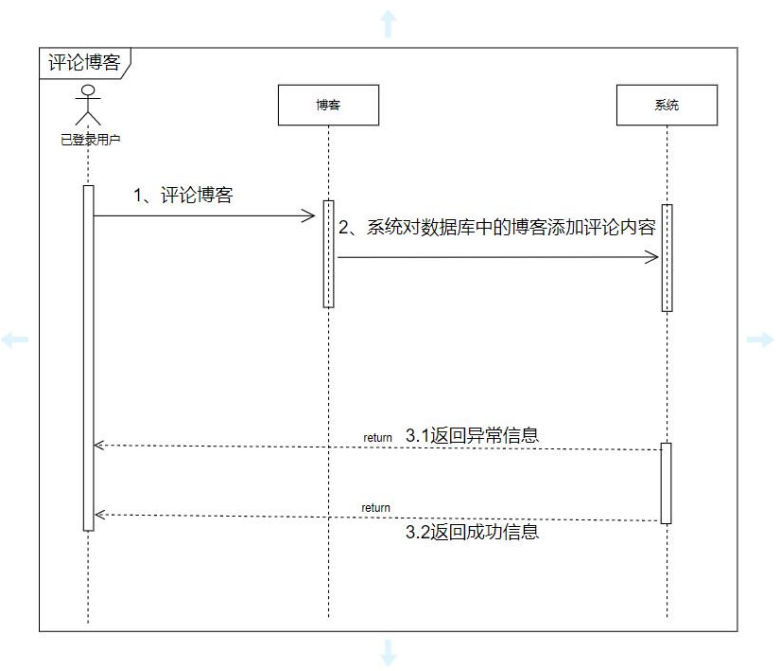 评论博客
博客
系统
已登录用户
1、评论博客
2、系统对数据库中的博客添加评论内容
return 3.1返回异常信息
return
3.2返回成功信息